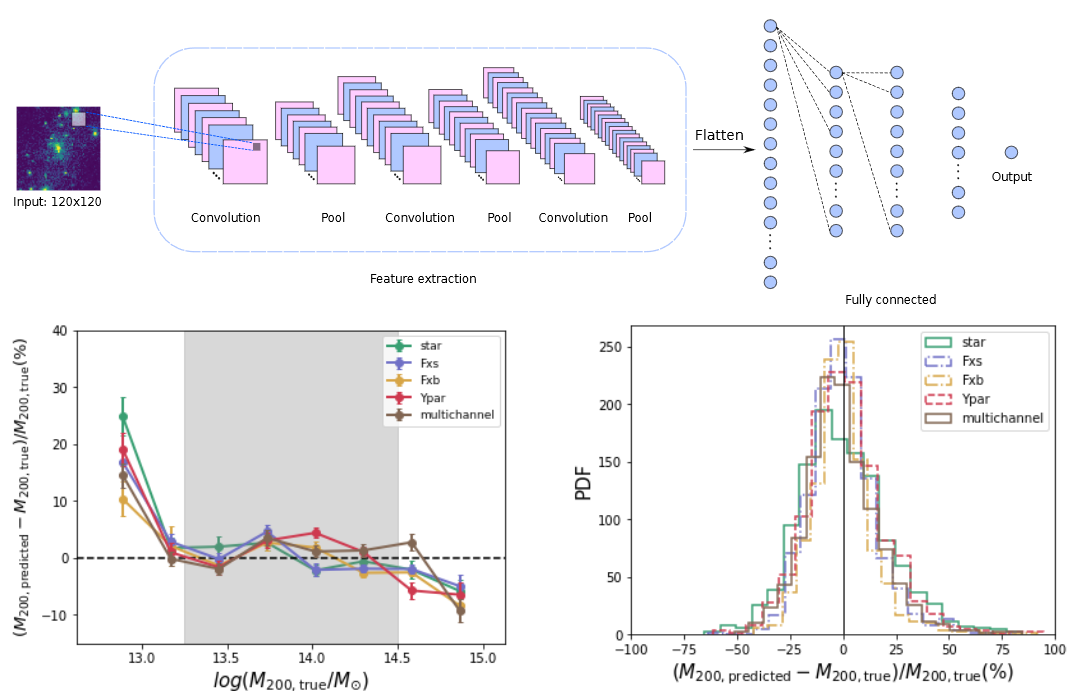 Input: 120x120
Convolution
Pool
Convolution
Pool
Convolution
Pool
Feature extraction
Flatten
Output
Fully connected
(M200, predicted − M200, true)/M200, true(%)
40
30
20
10
0
−10
13.0
13.5
14.0
14.5
15.0
log(M200, true/M⊙)
star
Fxs
Fxb
Ypar
multichannel
PDF
250
200
150
100
50
0
−100
−75
−50
−25
0
25
50
75
100
(M200, predicted − M200, true)/M200, true(%)
star
Fxs
Fxb
Ypar
multichannel